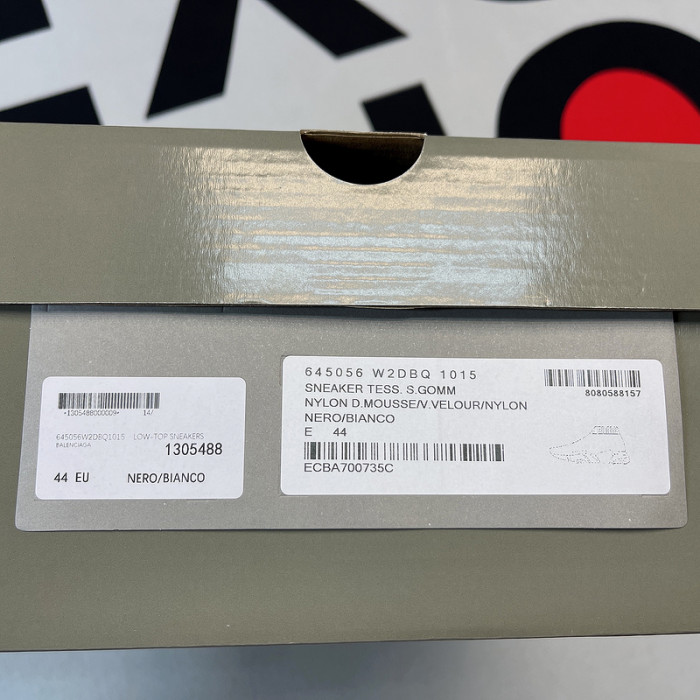 *1305488000009* 14/
645056W2DBQ1015 LOW-TOP SNEAKERS
BALENCIAGA
1305488
44 EU NERO/BIANCO
645056 W2DBQ 1015
SNEAKER TESS. S.GOMM
8080588157
NYLON D.MOUSSE/V.VELOUR/NYLON
NERO/BIANCO
E 44
ECBA700735C